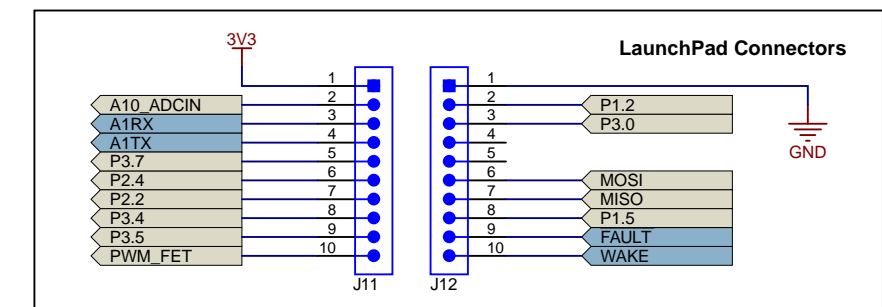 3V3
LaunchPad Connectors
1 1
A10_ADCIN 2 2 P1.2
A1RX 3 3 P3.0
A1TX 4 4
P3.7 5 5
P2.4 6 6 MOSI
P2.2 7 7 MISO
P3.4 8 8 P1.5
P3.5 9 9 FAULT
PWM_FET 10 10 WAKE
GND
J11 J12